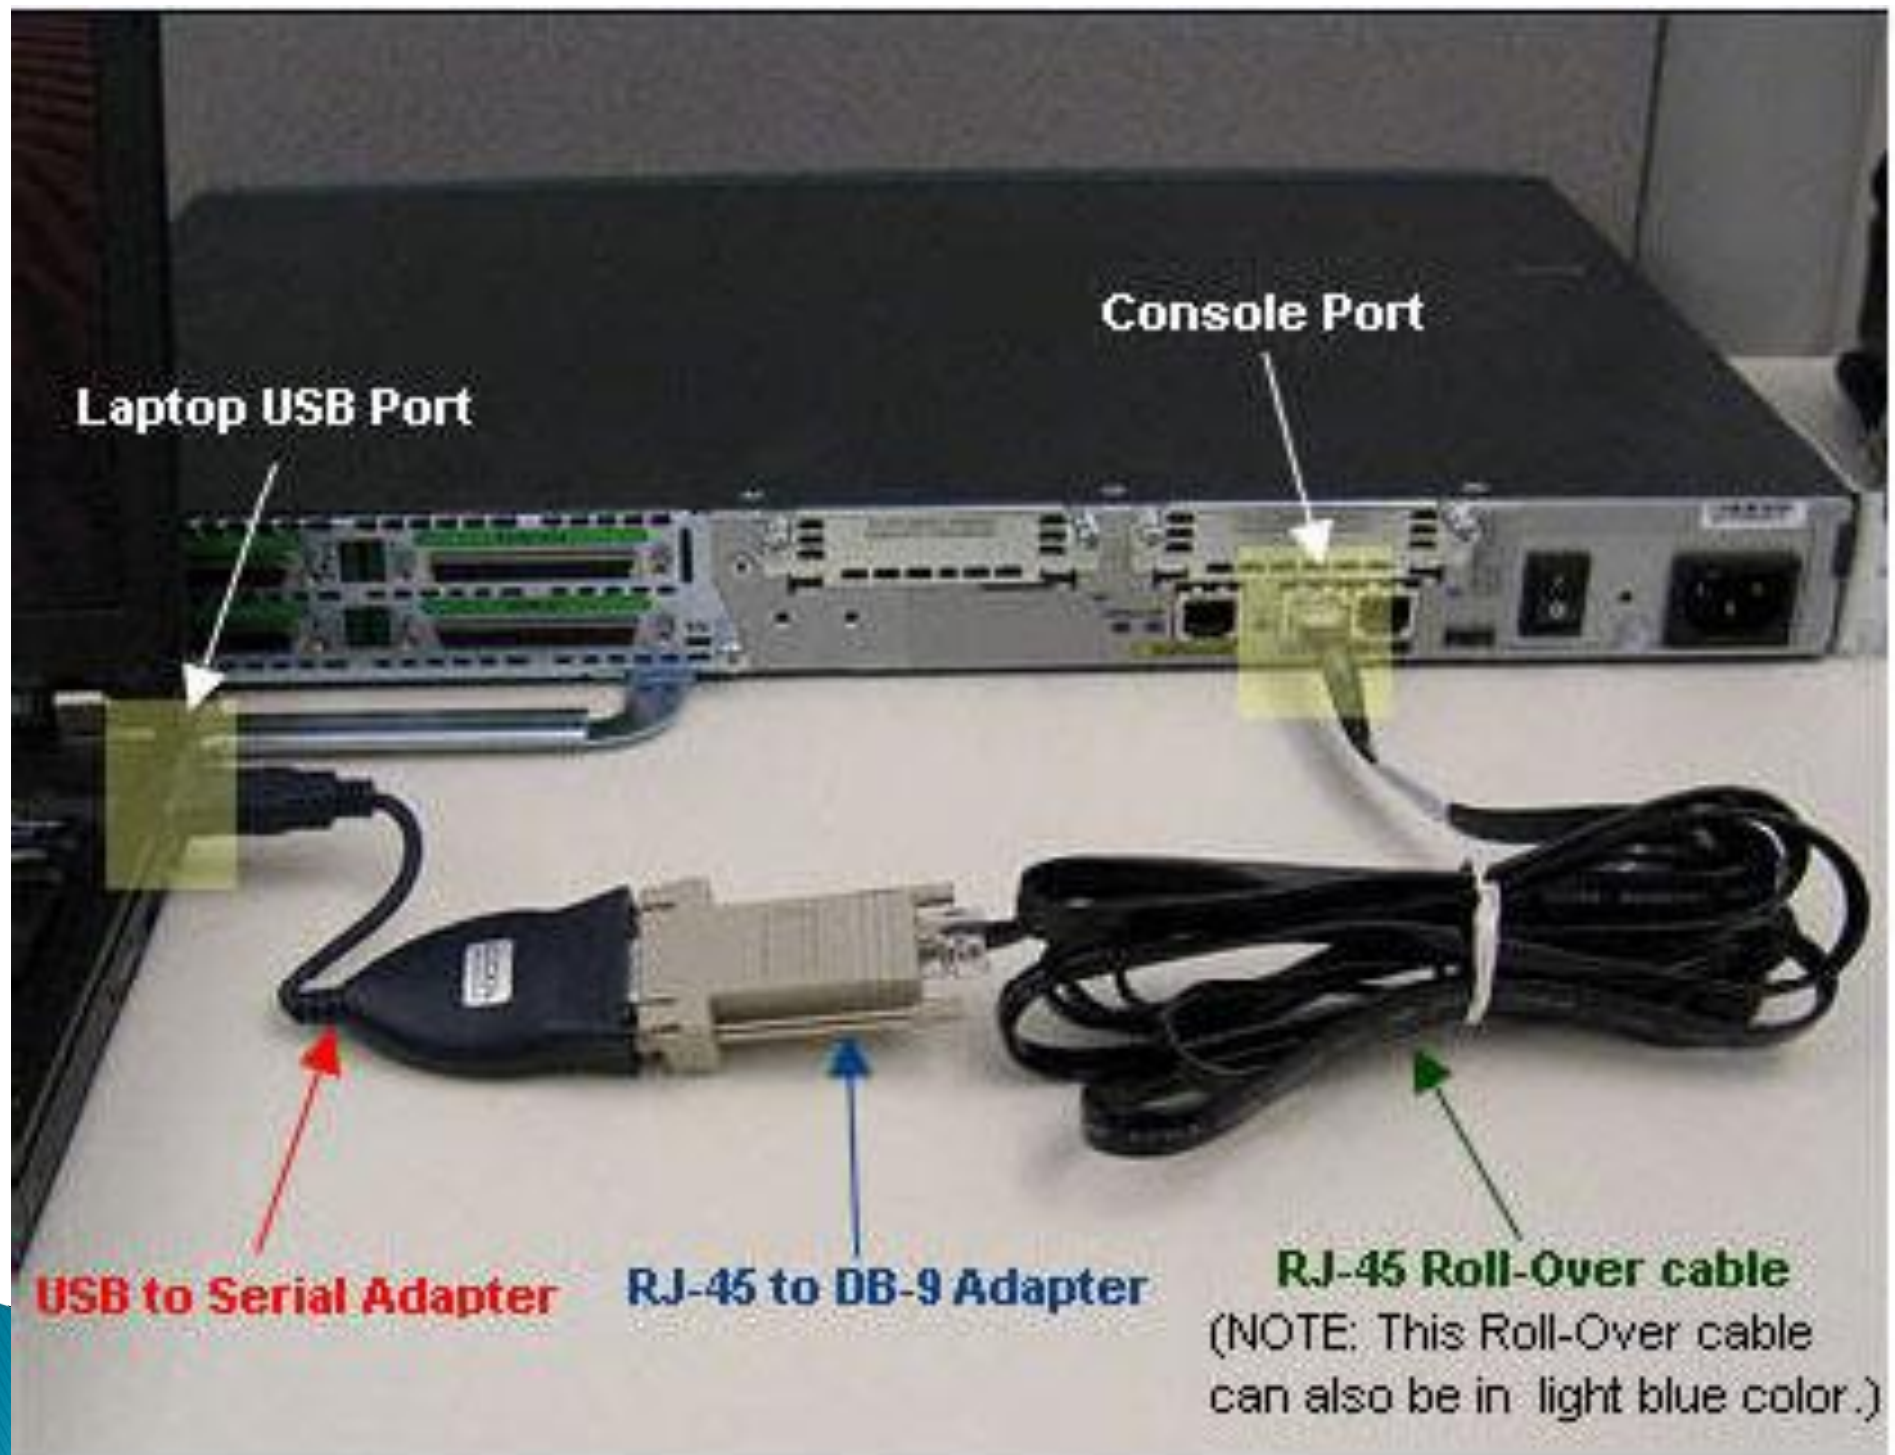 Console Port
Laptop USB Port
USB to Serial Adapter
RJ-45 to DB-9 Adapter
RJ-45 Roll-Over cable
(NOTE: This Roll-Over cable
can also be in light blue color.)